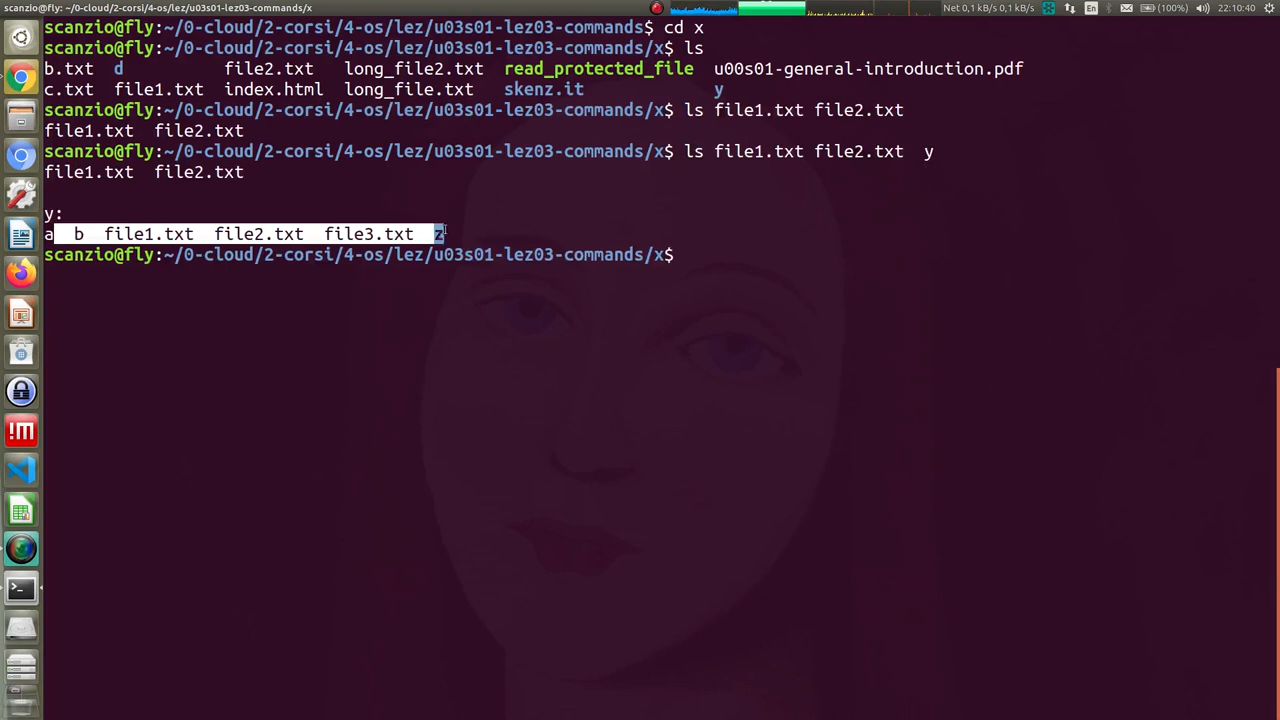 scanzio@fly: ~/0-cloud/2-corsi/4-os/lez/u03s01-lez03-commands/x
Net 0,1 kB/s 0,1 kB/s
En
(100%)
22:10:40
scanzio@fly:~/0-cloud/2-corsi/4-os/lez/u03s01-lez03-commands$ cd x
scanzio@fly:~/0-cloud/2-corsi/4-os/lez/u03s01-lez03-commands/x$ ls
b.txt  d          file2.txt   long_file2.txt  read_protected_file  u00s01-general-introduction.pdf
c.txt  file1.txt  index.html  long_file.txt   skenz.it             y
scanzio@fly:~/0-cloud/2-corsi/4-os/lez/u03s01-lez03-commands/x$ ls file1.txt file2.txt
file1.txt  file2.txt
scanzio@fly:~/0-cloud/2-corsi/4-os/lez/u03s01-lez03-commands/x$ ls file1.txt file2.txt  y
file1.txt  file2.txt
y:
a  b  file1.txt  file2.txt  file3.txt  z
scanzio@fly:~/0-cloud/2-corsi/4-os/lez/u03s01-lez03-commands/x$
!M